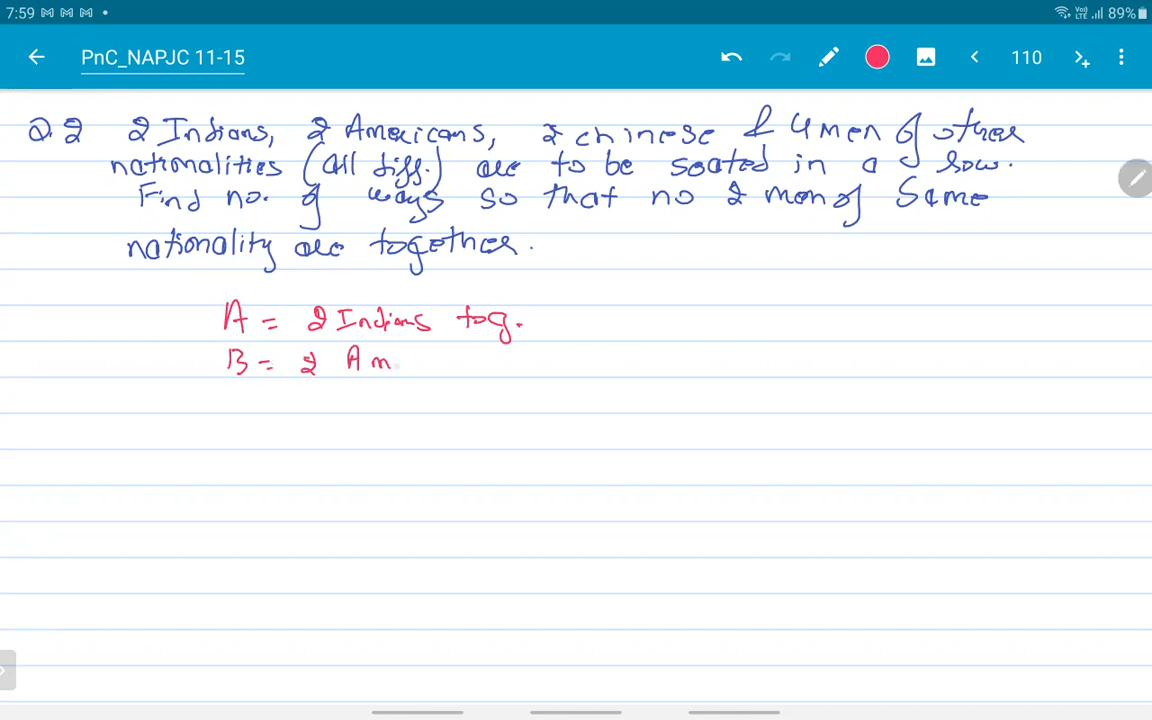 7:59 89%
PnC_NAPJC 11-15 110
Q.2 2 Indians, 2 Americans, 2 chinese & 4 men of other
nationalities (all diff.) are to be seated in a row.
Find no. of ways so that no 2 men of same
nationality are together.
A = 2 Indians tog.
B = 2 Am